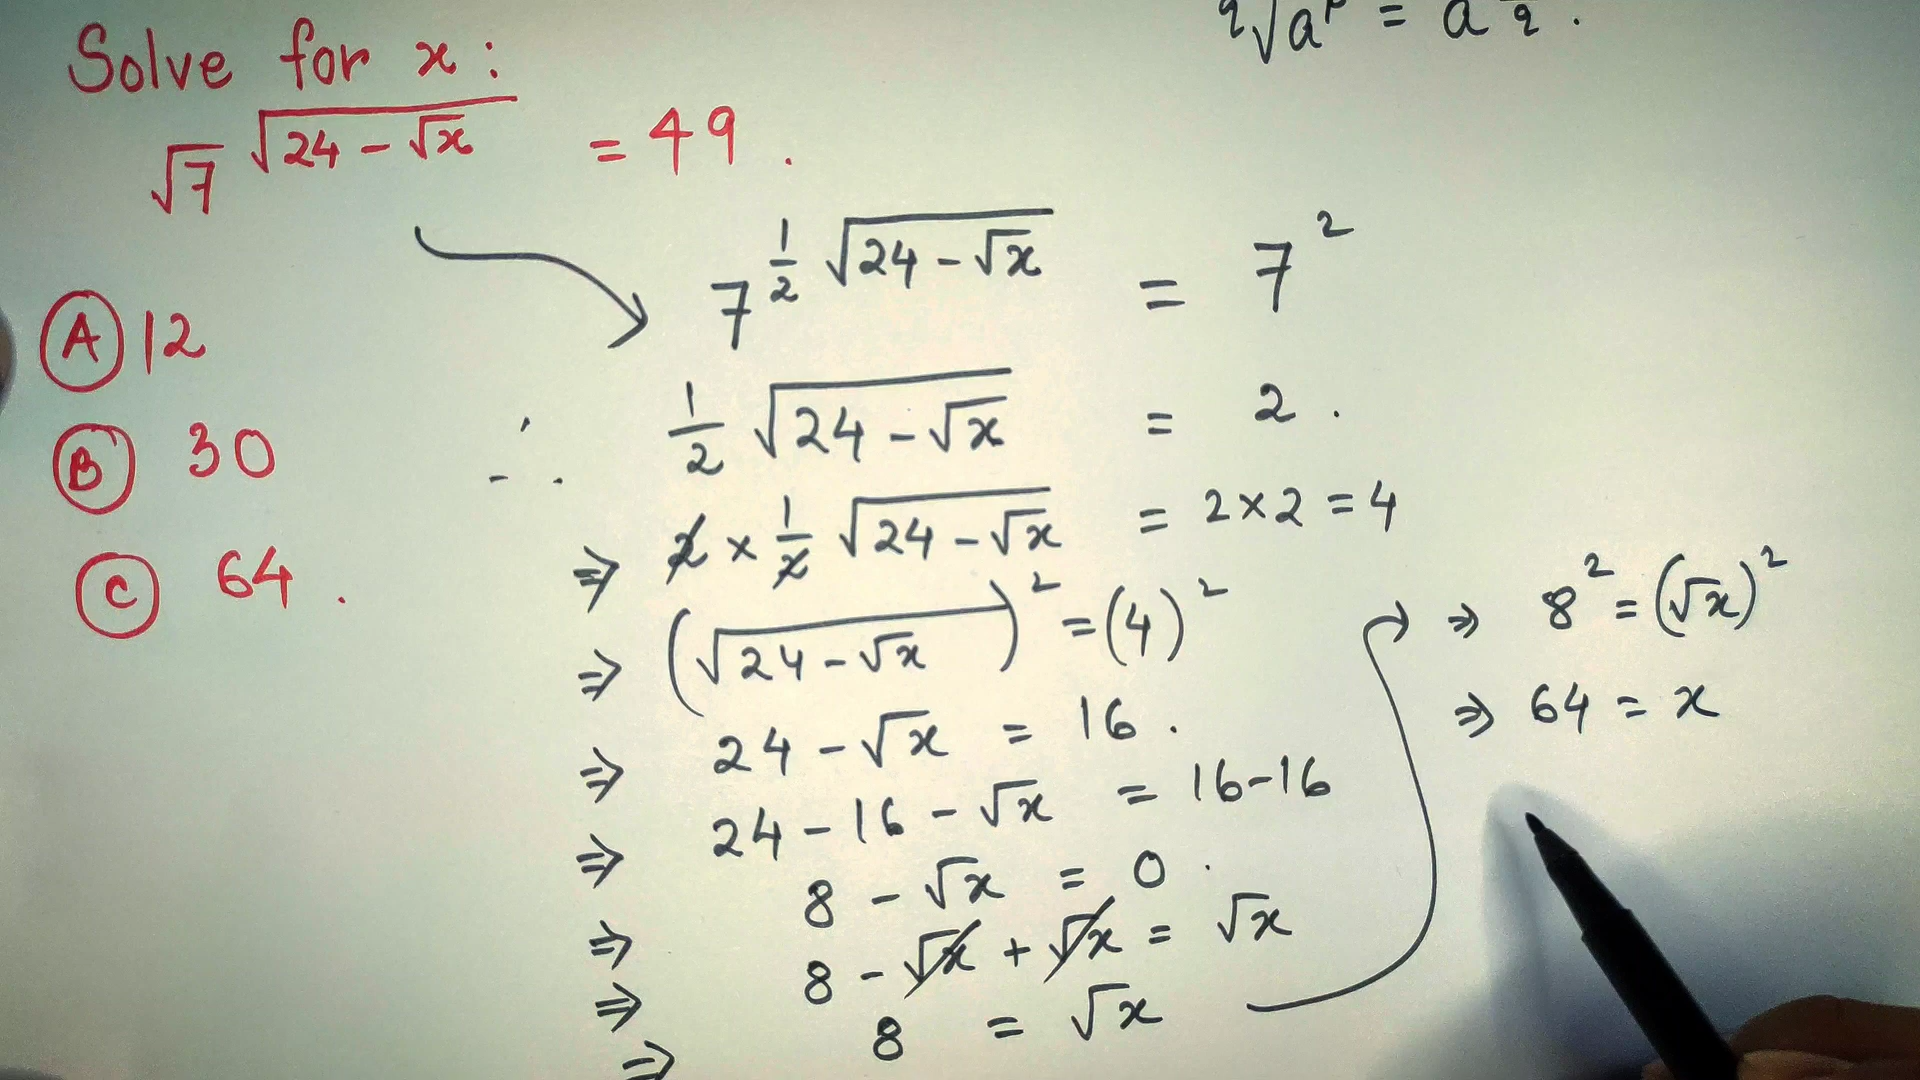 Solve for x :
√7^√(24 - √x) = 49 .
q√a^p = a^p/q .
(A) 12
(B) 30
(C) 64 .
7^(1/2 √(24 - √x)) = 7^2
∴ 1/2 √(24 - √x) = 2 .
⇒ 2 × 1/2 √(24 - √x) = 2 × 2 = 4
⇒ (√(24 - √x))^2 = (4)^2
⇒ 24 - √x = 16 .
⇒ 24 - 16 - √x = 16 - 16
⇒ 8 - √x = 0 .
⇒ 8 - √x + √x = √x
⇒ 8 = √x
⇒ 8^2 = (√x)^2
⇒ 64 = x